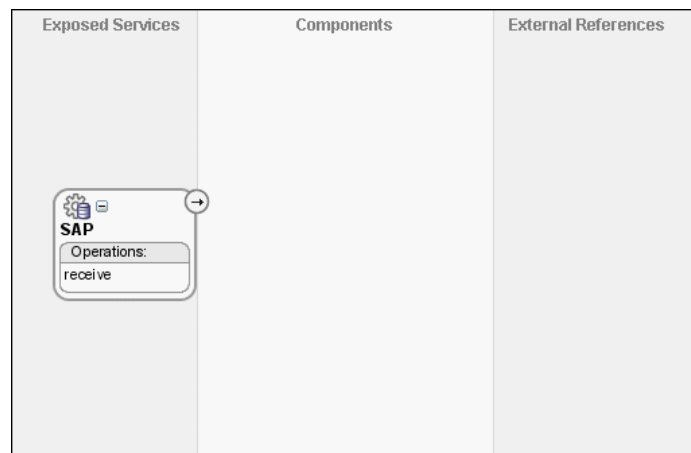 Exposed Services
Components
External References
SAP
Operations:
receive